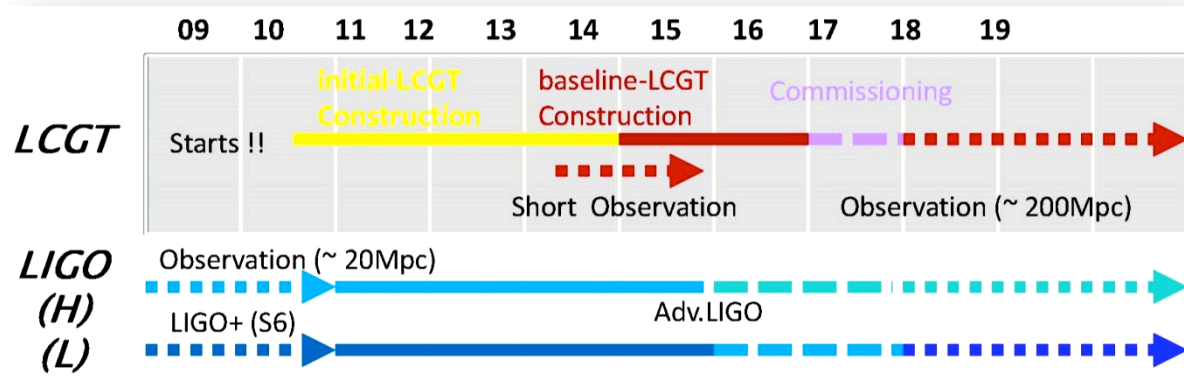 09 10 11 12 13 14 15 16 17 18 19
initial-LCGT baseline-LCGT
Construction Construction
Commissioning
LCGT
Starts !!
Short Observation
Observation (~ 200Mpc)
LIGO
Observation (~ 20Mpc)
(H)
Adv.LIGO
LIGO+ (S6)
(L)